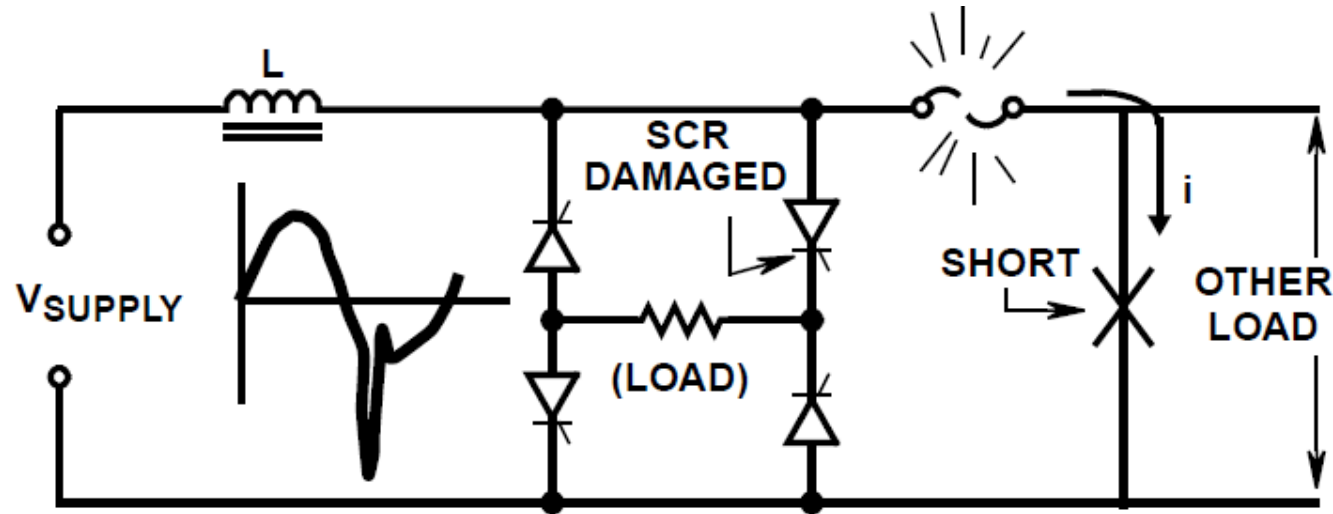 L
SCR
DAMAGED
i
VSUPPLY
SHORT
OTHER
LOAD
(LOAD)